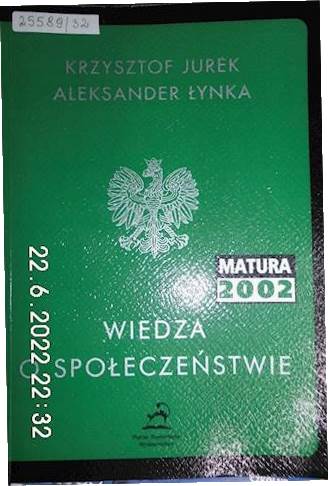 25589/32
KRZYSZTOF JUREK
ALEKSANDER ŁYNKA
MATURA
2002
WIEDZA
O SPOŁECZEŃSTWIE
22.6.2022 22:32